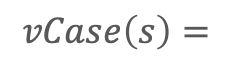 vCase(s) =